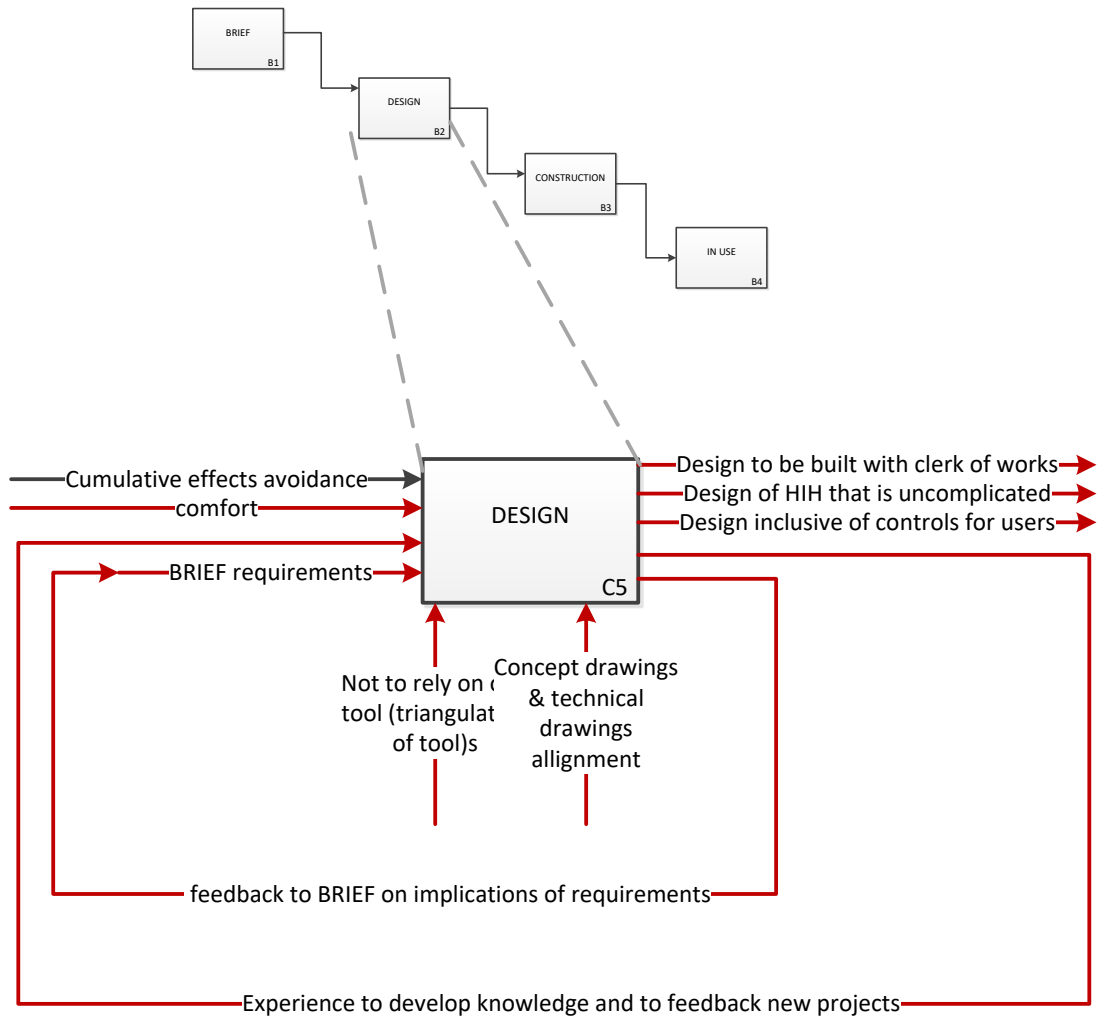 BRIEF
B1
DESIGN
B2
CONSTRUCTION
B3
IN USE
B4
Cumulative effects avoidance
comfort
BRIEF requirements
DESIGN
C5
Design to be built with clerk of works
Design of HIH that is uncomplicated
Design inclusive of controls for users
Not to rely on
tool (triangulat
of tool)s
Concept drawings
& technical
drawings
allignment
feedback to BRIEF on implications of requirements
Experience to develop knowledge and to feedback new projects